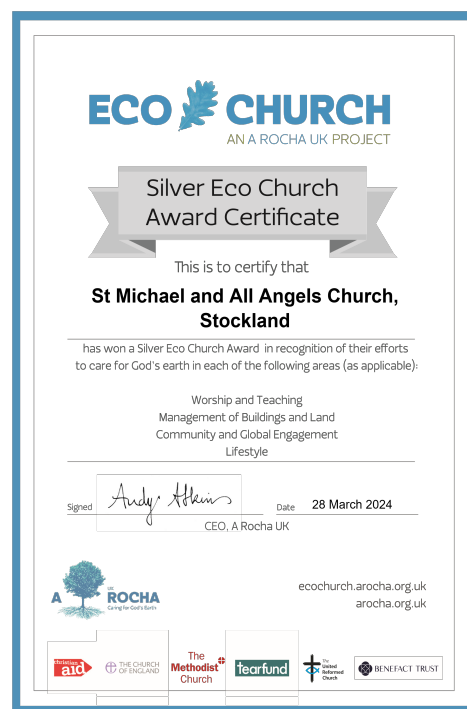 ECO CHURCH
AN A ROCHA UK PROJECT
Silver Eco Church
Award Certificate
This is to certify that
St Michael and All Angels Church,
Stockland
has won a Silver Eco Church Award in recognition of their efforts
to care for God's earth in each of the following areas (as applicable):
Worship and Teaching
Management of Buildings and Land
Community and Global Engagement
Lifestyle
Signed Andy Atkins Date 28 March 2024
CEO, A Rocha UK
A ROCHA
UK
Caring for God's Earth
ecochurch.arocha.org.uk
arocha.org.uk
christian aid
THE CHURCH OF ENGLAND
The Methodist Church
tearfund
The United Reformed Church
BENEFACT TRUST